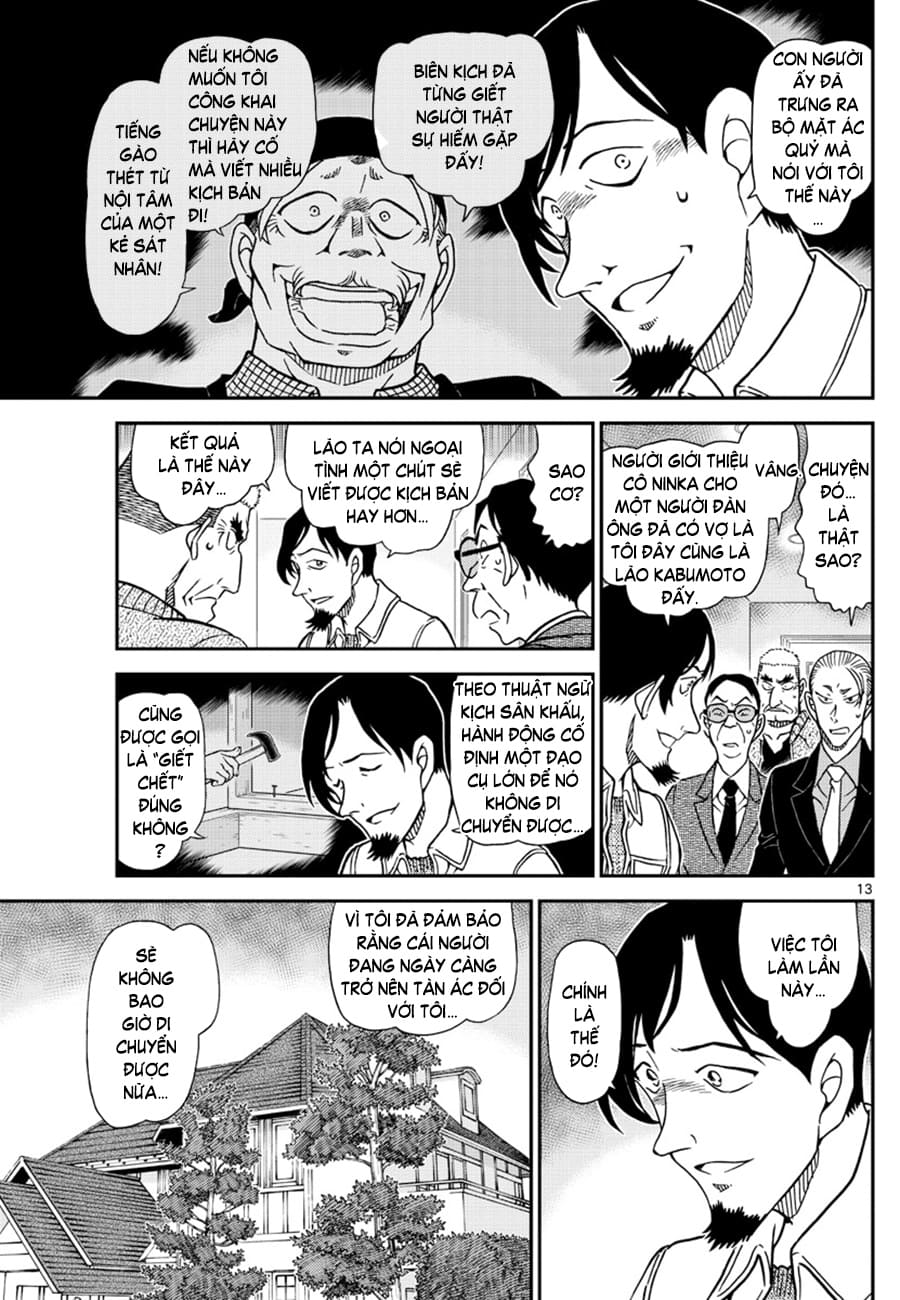 CON NGƯỜI
ẤY ĐÃ
TRƯNG RA
BỘ MẶT ÁC
QUỶ MÀ
NÓI VỚI TÔI
THẾ NÀY
...
BIÊN KỊCH ĐÃ
TỪNG GIẾT
NGƯỜI THẬT
SỰ HIẾM GẶP
ĐẤY!
NẾU KHÔNG
MUỐN TÔI
CÔNG KHAI
CHUYỆN NÀY
THÌ HÃY CỐ
MÀ VIẾT NHIỀU
KỊCH BẢN
ĐI!
TIẾNG
GÀO
THÉT TỪ
NỘI TÂM
CỦA MỘT
KẺ SÁT
NHÂN!
CHUYỆN
ĐÓ...
LÀ
THẬT
SAO?
VÂNG,
NGƯỜI GIỚI THIỆU
CÔ NINKA CHO
MỘT NGƯỜI ĐÀN
ÔNG ĐÃ CÓ VỢ LÀ
TÔI ĐÂY CŨNG LÀ
LÃO KABUMOTO
ĐẤY.
SAO
CƠ?
LÃO TA NÓI NGOẠI
TÌNH MỘT CHÚT SẼ
VIẾT ĐƯỢC KỊCH BẢN
HAY HƠN...
KẾT QUẢ
LÀ THẾ NÀY
ĐÂY...
THEO THUẬT NGỮ
KỊCH SÂN KHẤU,
HÀNH ĐỘNG CỐ
ĐỊNH MỘT ĐẠO
CỤ LỚN ĐỂ NÓ
KHÔNG DI
CHUYỂN ĐƯỢC...
CŨNG
ĐƯỢC GỌI
LÀ "GIẾT
CHẾT"
ĐÚNG
KHÔNG
?
13
VIỆC TÔI
LÀM LẦN
NÀY...
CHÍNH
LÀ
THẾ
ĐÓ!
VÌ TÔI ĐÃ ĐẢM BẢO
RẰNG CÁI NGƯỜI
ĐANG NGÀY CÀNG
TRỞ NÊN TÀN ÁC ĐỐI
VỚI TÔI...
SẼ
KHÔNG
BAO
GIỜ DI
CHUYỂN
ĐƯỢC
NỮA...